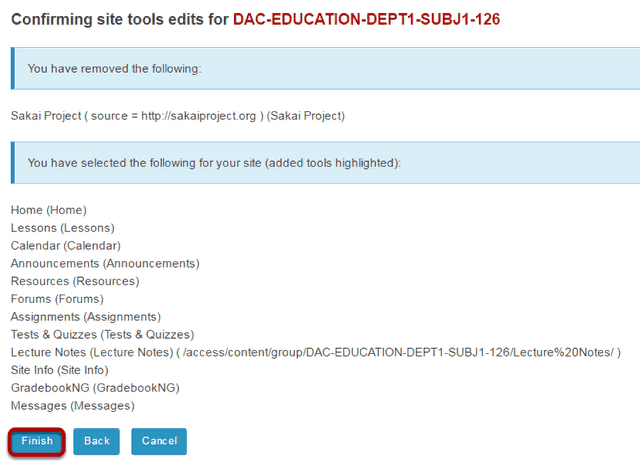 Confirming site tools edits for DAC-EDUCATION-DEPT1-SUBJ1-126
You have removed the following:
Sakai Project ( source = http://sakaiproject.org ) (Sakai Project)
You have selected the following for your site (added tools highlighted):
Home (Home)
Lessons (Lessons)
Calendar (Calendar)
Announcements (Announcements)
Resources (Resources)
Forums (Forums)
Assignments (Assignments)
Tests & Quizzes (Tests & Quizzes)
Lecture Notes (Lecture Notes) ( /access/content/group/DAC-EDUCATION-DEPT1-SUBJ1-126/Lecture%20Notes/ )
Site Info (Site Info)
GradebookNG (GradebookNG)
Messages (Messages)
Finish Back Cancel